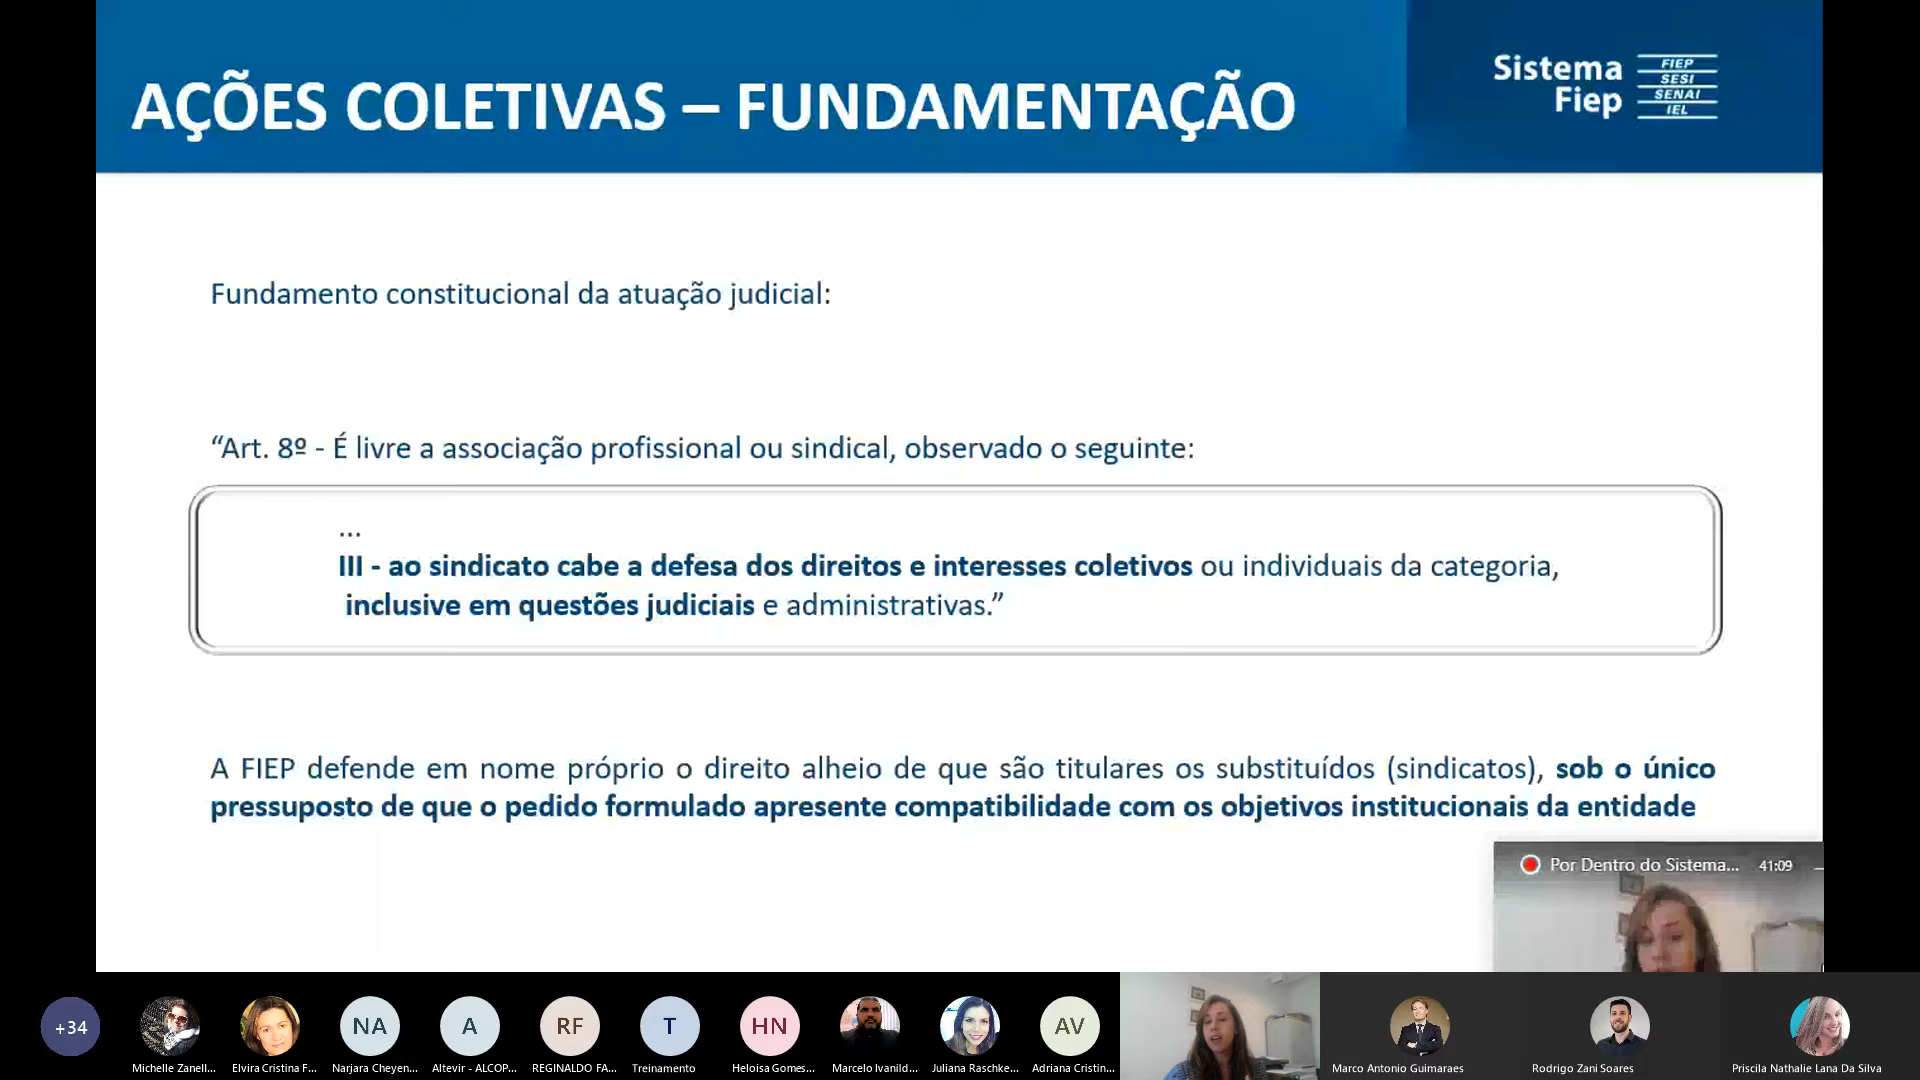 AÇÕES COLETIVAS – FUNDAMENTAÇÃO
Sistema
Fiep
FIEP
SESI
SENAI
IEL
Fundamento constitucional da atuação judicial:
“Art. 8º - É livre a associação profissional ou sindical, observado o seguinte:
...
III - ao sindicato cabe a defesa dos direitos e interesses coletivos ou individuais da categoria,
inclusive em questões judiciais e administrativas.”
A FIEP defende em nome próprio o direito alheio de que são titulares os substituídos (sindicatos), sob o único
pressuposto de que o pedido formulado apresente compatibilidade com os objetivos institucionais da entidade
Por Dentro do Sistema... 41:09
+34
NA
A
RF
T
HN
AV
Michelle Zanell...
Elvira Cristina F...
Narjara Cheyen...
Altevir - ALCOP...
REGINALDO FA...
Treinamento
Heloisa Gomes...
Marcelo Ivanild...
Juliana Raschke...
Adriana Cristin...
Marco Antonio Guimaraes
Rodrigo Zani Soares
Priscila Nathalie Lana Da Silva